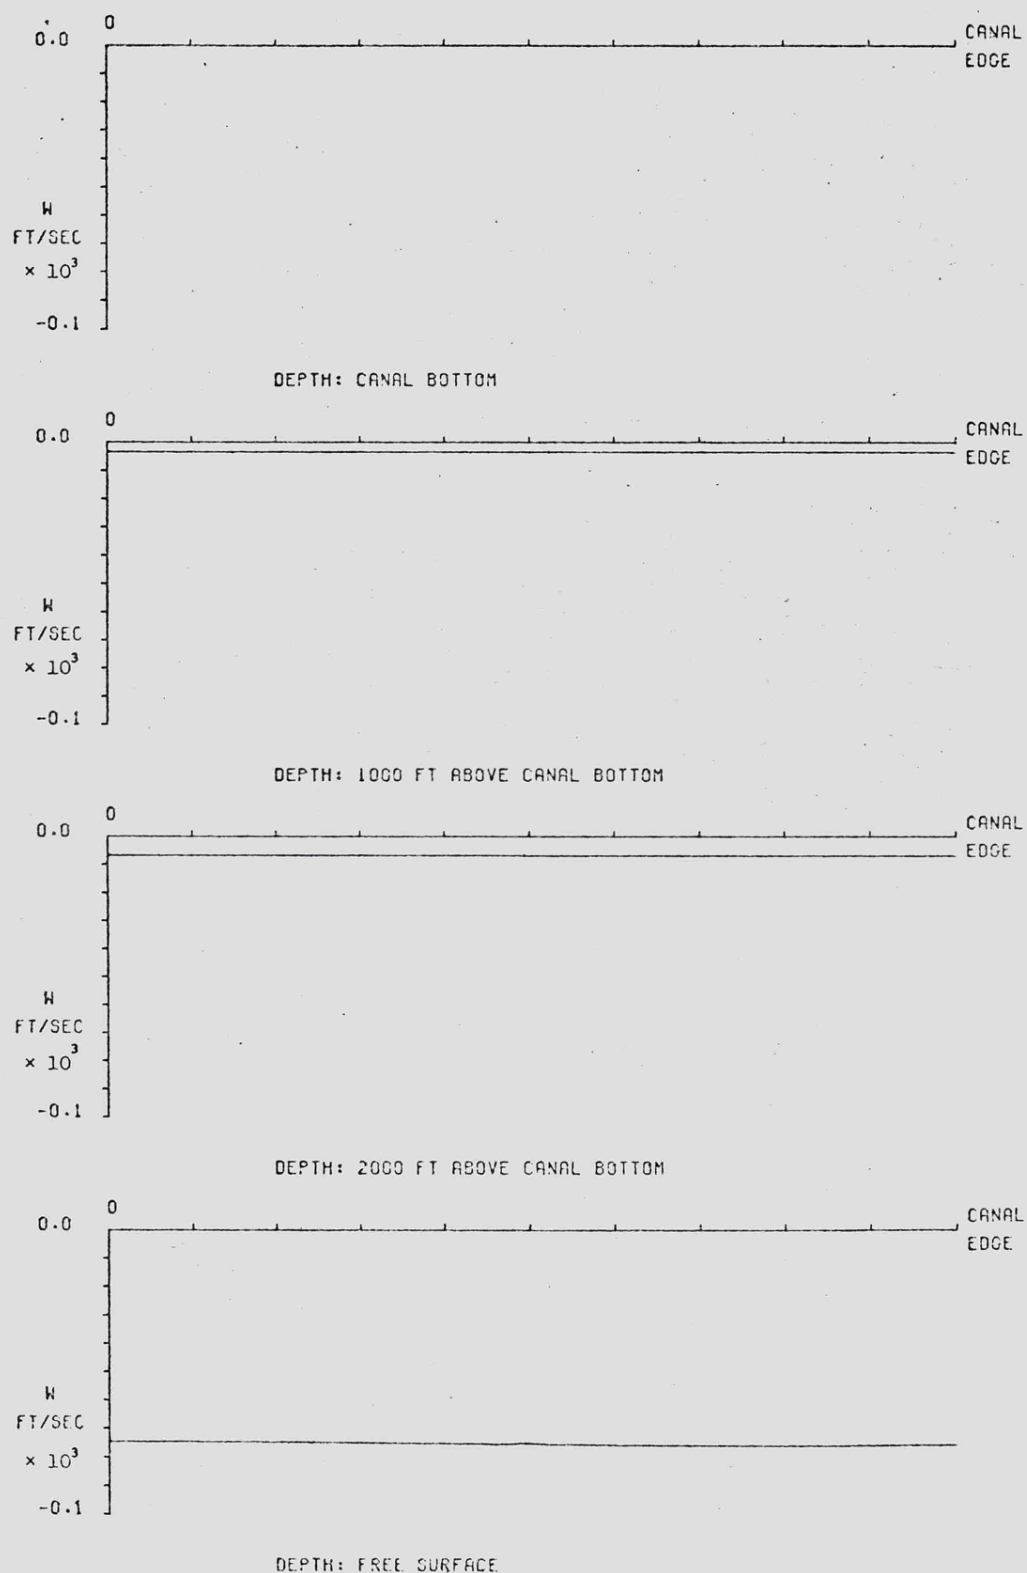 0
0.0
CANAL
EDGE
W
FT/SEC
× 10³
-0.1
DEPTH: CANAL BOTTOM
0
0.0
CANAL
EDGE
W
FT/SEC
× 10³
-0.1
DEPTH: 1000 FT ABOVE CANAL BOTTOM
0
0.0
CANAL
EDGE
W
FT/SEC
× 10³
-0.1
DEPTH: 2000 FT ABOVE CANAL BOTTOM
0
0.0
CANAL
EDGE
W
FT/SEC
× 10³
-0.1
DEPTH: FREE SURFACE